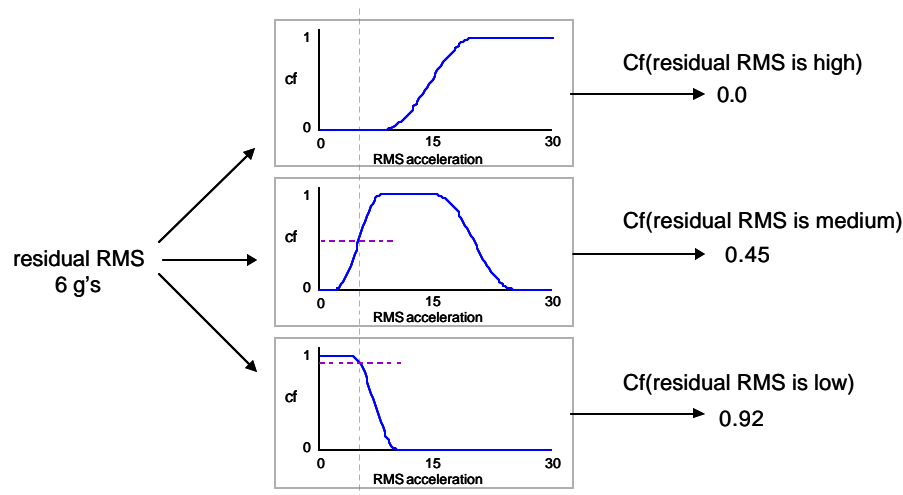 residual RMS
6 g's
1
cf
0
0 15 30
RMS acceleration
Cf(residual RMS is high)
0.0
1
cf
0
0 15 30
RMS acceleration
Cf(residual RMS is medium)
0.45
1
cf
0
0 15 30
RMS acceleration
Cf(residual RMS is low)
0.92